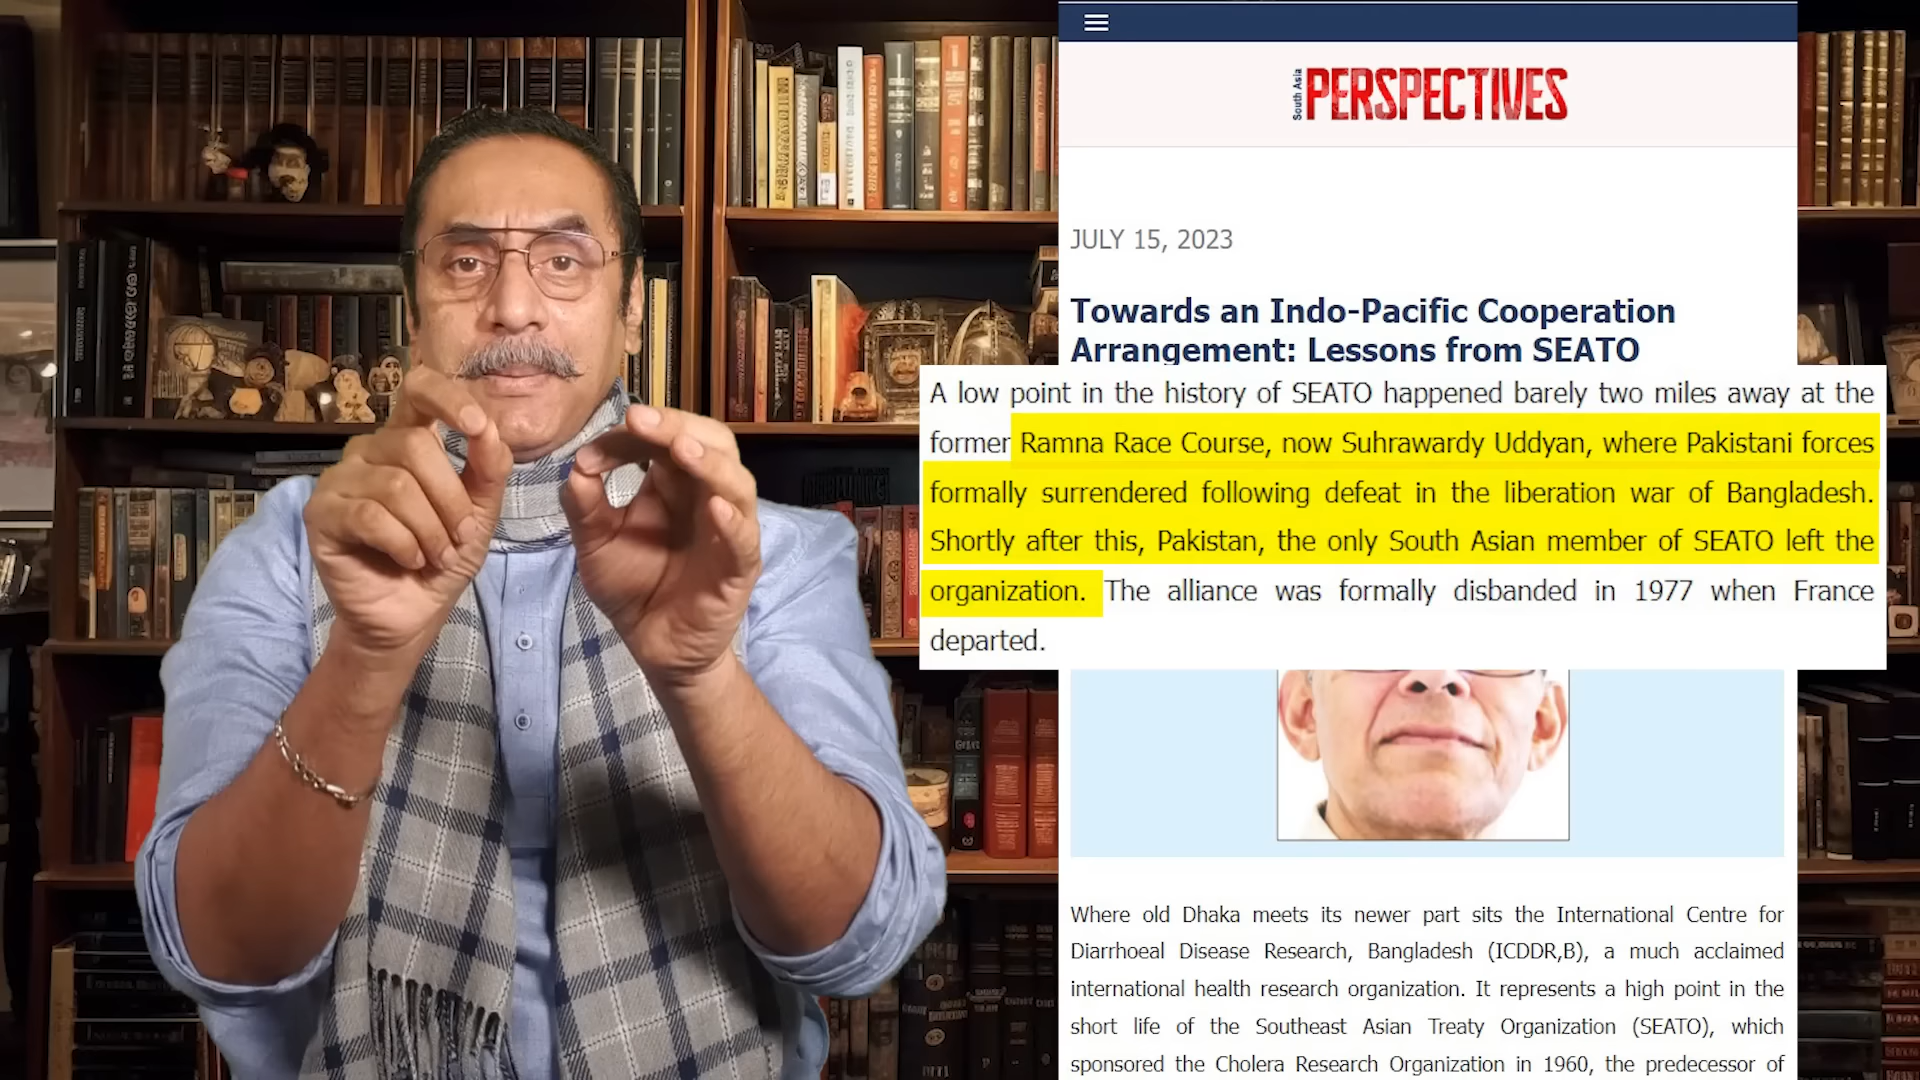 South Asia
PERSPECTIVES
JULY 15, 2023
Towards an Indo-Pacific Cooperation
Arrangement: Lessons from SEATO
A low point in the history of SEATO happened barely two miles away at the
former Ramna Race Course, now Suhrawardy Uddyan, where Pakistani forces
formally surrendered following defeat in the liberation war of Bangladesh.
Shortly after this, Pakistan, the only South Asian member of SEATO left the
organization. The alliance was formally disbanded in 1977 when France
departed.
Where old Dhaka meets its newer part sits the International Centre for
Diarrhoeal Disease Research, Bangladesh (ICDDR,B), a much acclaimed
international health research organization. It represents a high point in the
short life of the Southeast Asian Treaty Organization (SEATO), which
sponsored the Cholera Research Organization in 1960, the predecessor of